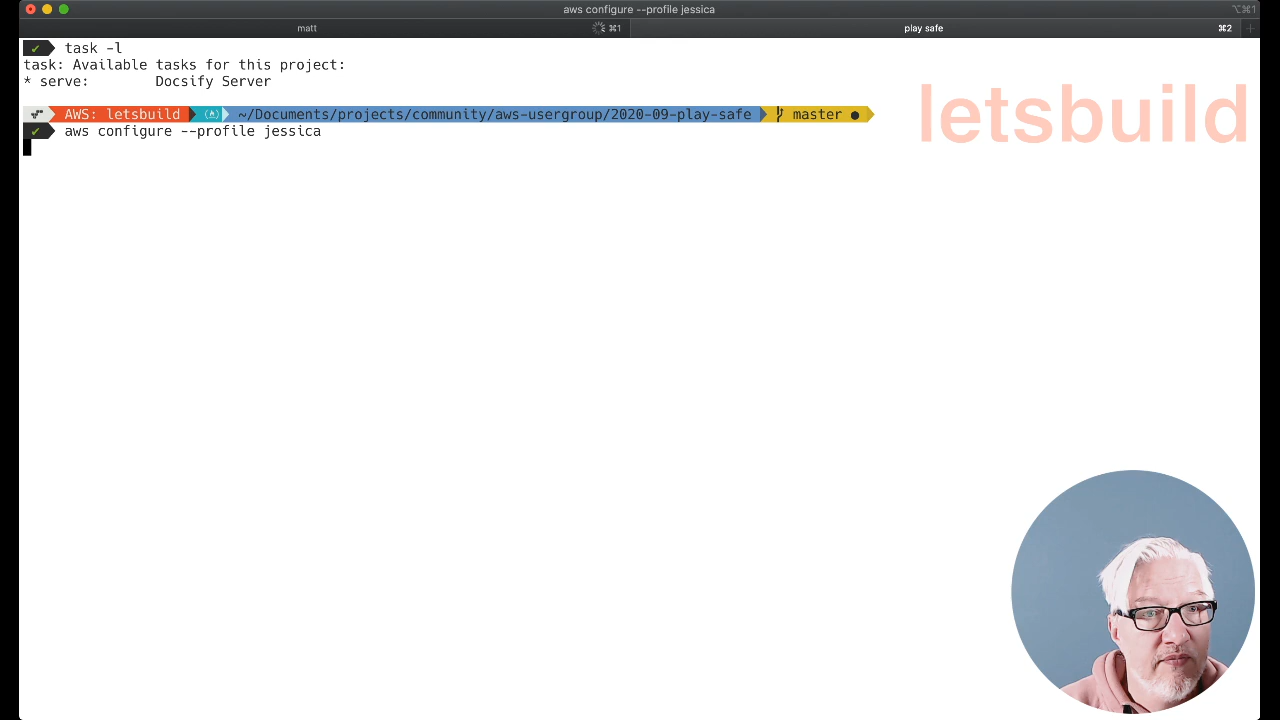 aws configure --profile jessica
⌥⌘1
matt
⌘1
play safe
⌘2
✓ task -l
task: Available tasks for this project:
* serve: Docsify Server
AWS: letsbuild ~/Documents/projects/community/aws-usergroup/2020-09-play-safe master ●
✓ aws configure --profile jessica
letsbuild